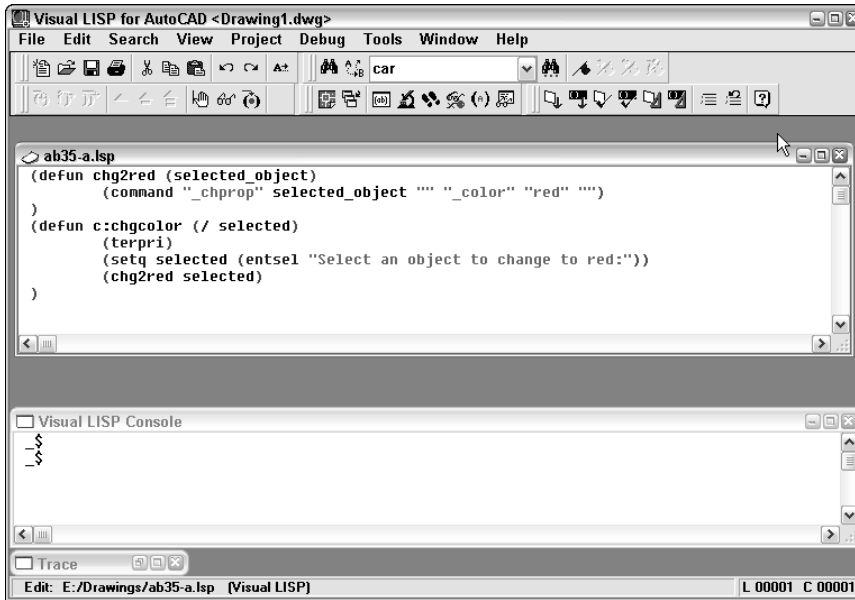 Visual LISP for AutoCAD <Drawing1.dwg>
File Edit Search View Project Debug Tools Window Help
car
ab35-a.lsp
(defun chg2red (selected_object)
(command "_chprop" selected_object "" "_color" "red" "")
)
(defun c:chgcolor (/ selected)
(terpri)
(setq selected (entsel "Select an object to change to red:"))
(chg2red selected)
)
Visual LISP Console
_$
_$
Trace
Edit: E:/Drawings/ab35-a.lsp (Visual LISP)
L 00001 C 00001